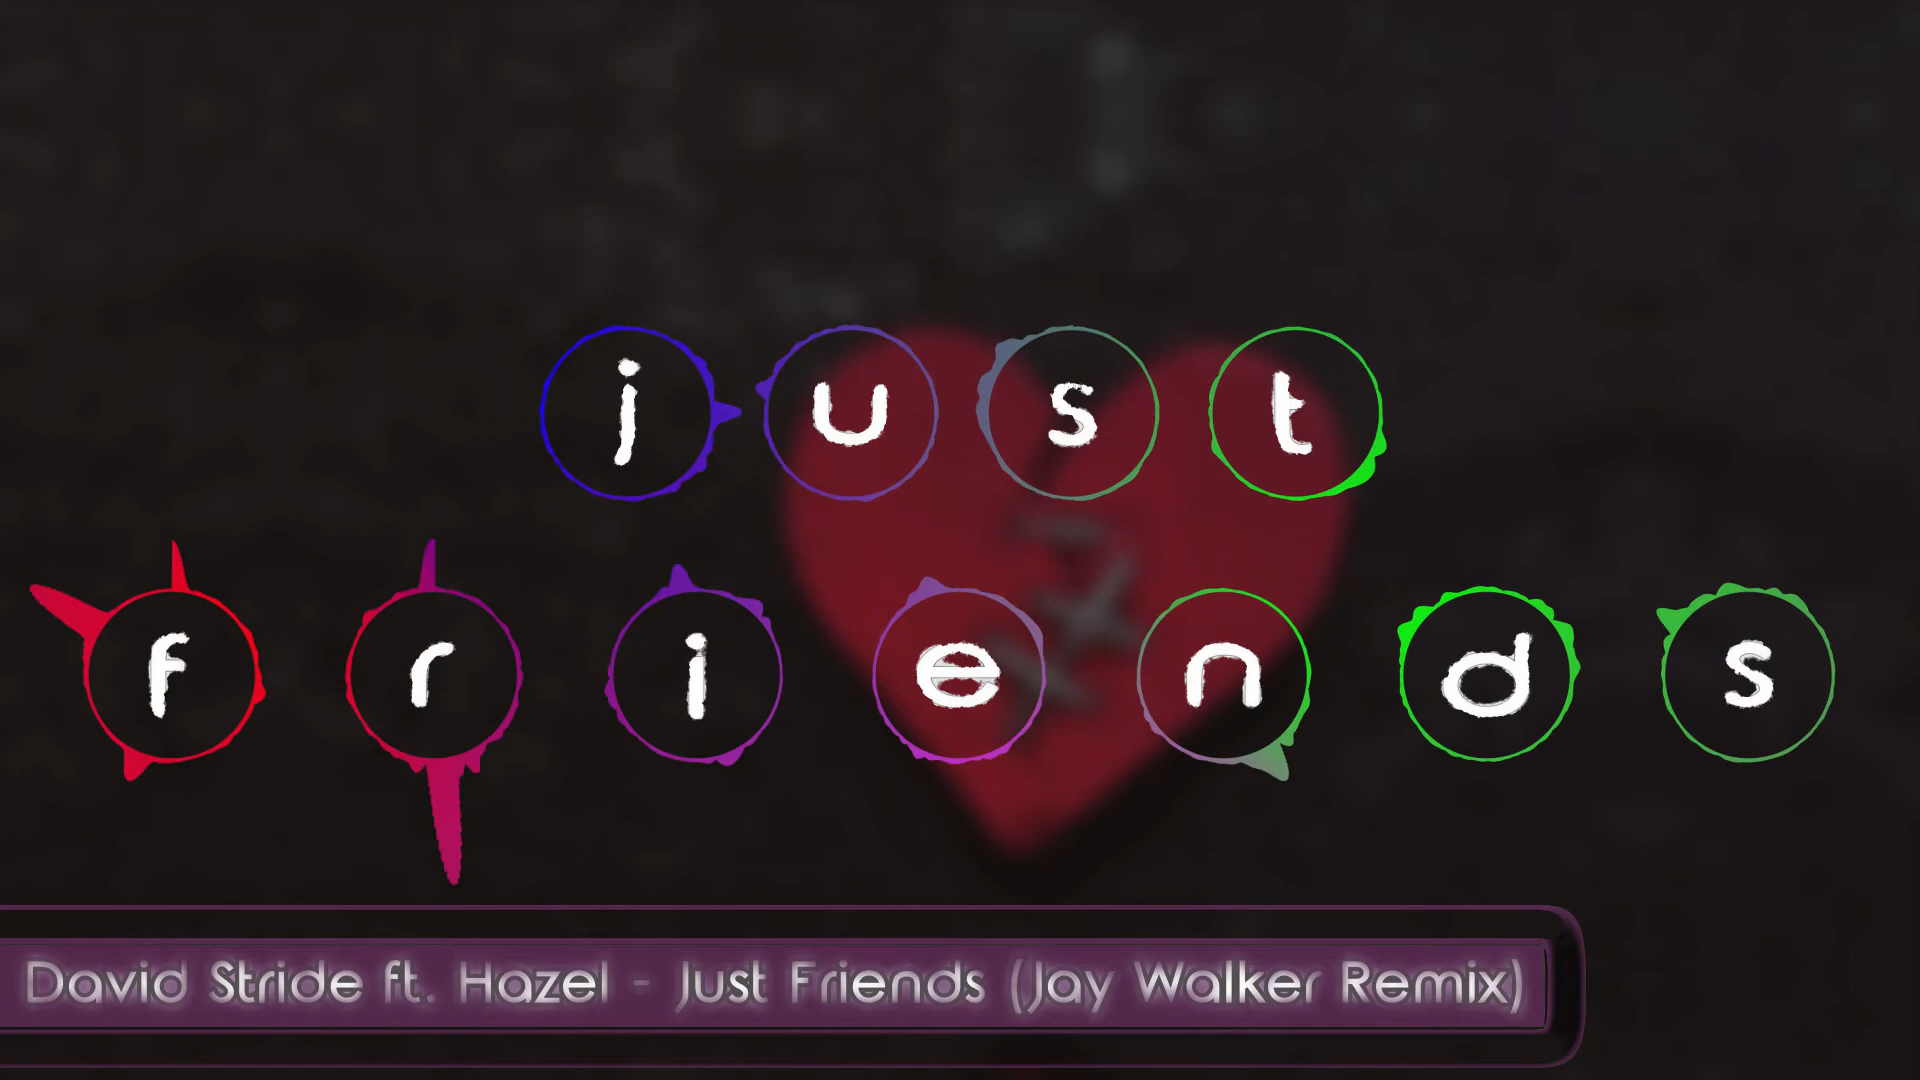 just
friends
David Stride ft. Hazel - Just Friends (Jay Walker Remix)